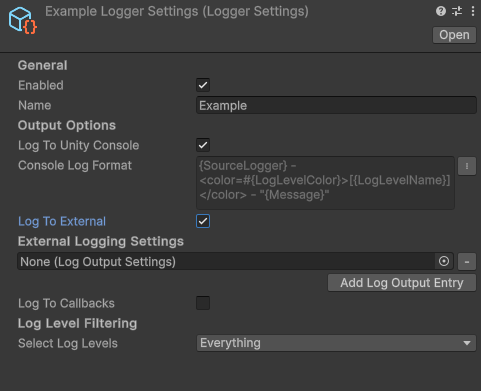 Example Logger Settings (Logger Settings)
Open
General
Enabled
Name Example
Output Options
Log To Unity Console
Console Log Format {SourceLogger} -
<color=#{LogLevelColor}>[{LogLevelName}]
</color> - "{Message}"
!
Log To External
External Logging Settings
None (Log Output Settings) -
Add Log Output Entry
Log To Callbacks
Log Level Filtering
Select Log Levels Everything